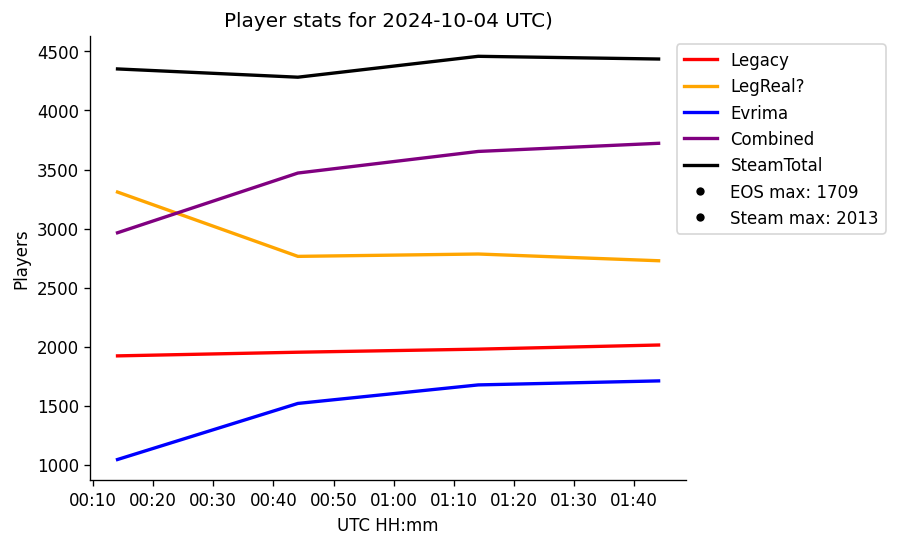 Player stats for 2024-10-04 UTC)
4500
4000
3500
3000
2500
2000
1500
1000
Players
00:10 00:20 00:30 00:40 00:50 01:00 01:10 01:20 01:30 01:40
UTC HH:mm
Legacy
LegReal?
Evrima
Combined
SteamTotal
EOS max: 1709
Steam max: 2013